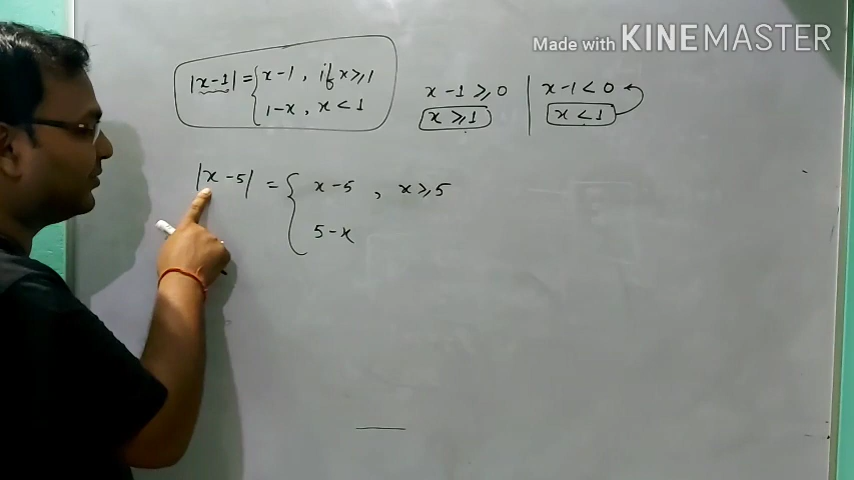 Made with KINEMASTER
|x-1| = { x-1, if x ≥ 1
1-x, x < 1
x-1 ≥ 0
x ≥ 1
x-1 < 0
x < 1
|x-5| = { x-5, x ≥ 5
5-x